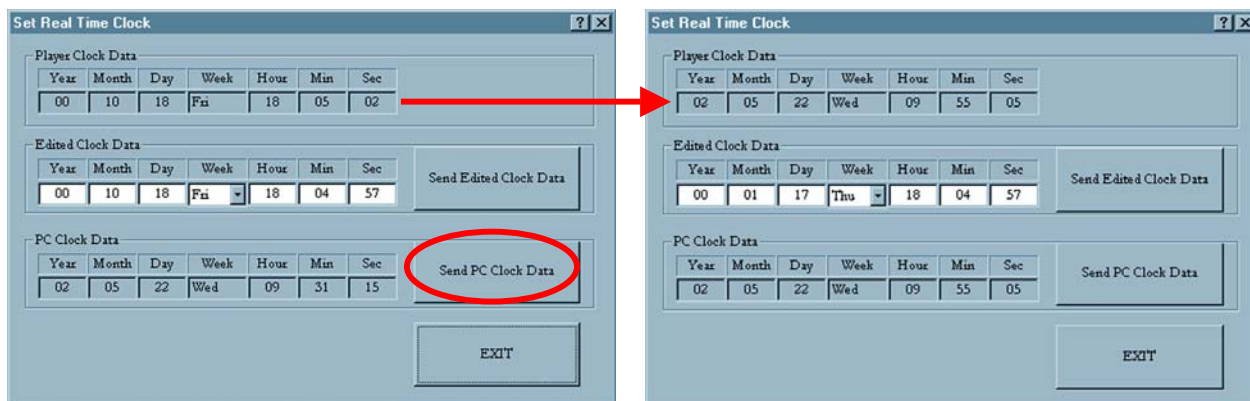 Set Real Time Clock
Player Clock Data
Year Month Day Week Hour Min Sec
00 10 18 Fri 18 05 02
Edited Clock Data
Year Month Day Week Hour Min Sec
00 10 18 Fri 18 04 57
Send Edited Clock Data
PC Clock Data
Year Month Day Week Hour Min Sec
02 05 22 Wed 09 31 15
Send PC Clock Data
EXIT
Set Real Time Clock
Player Clock Data
Year Month Day Week Hour Min Sec
02 05 22 Wed 09 55 05
Edited Clock Data
Year Month Day Week Hour Min Sec
00 01 17 Thu 18 04 57
Send Edited Clock Data
PC Clock Data
Year Month Day Week Hour Min Sec
02 05 22 Wed 09 55 05
Send PC Clock Data
EXIT